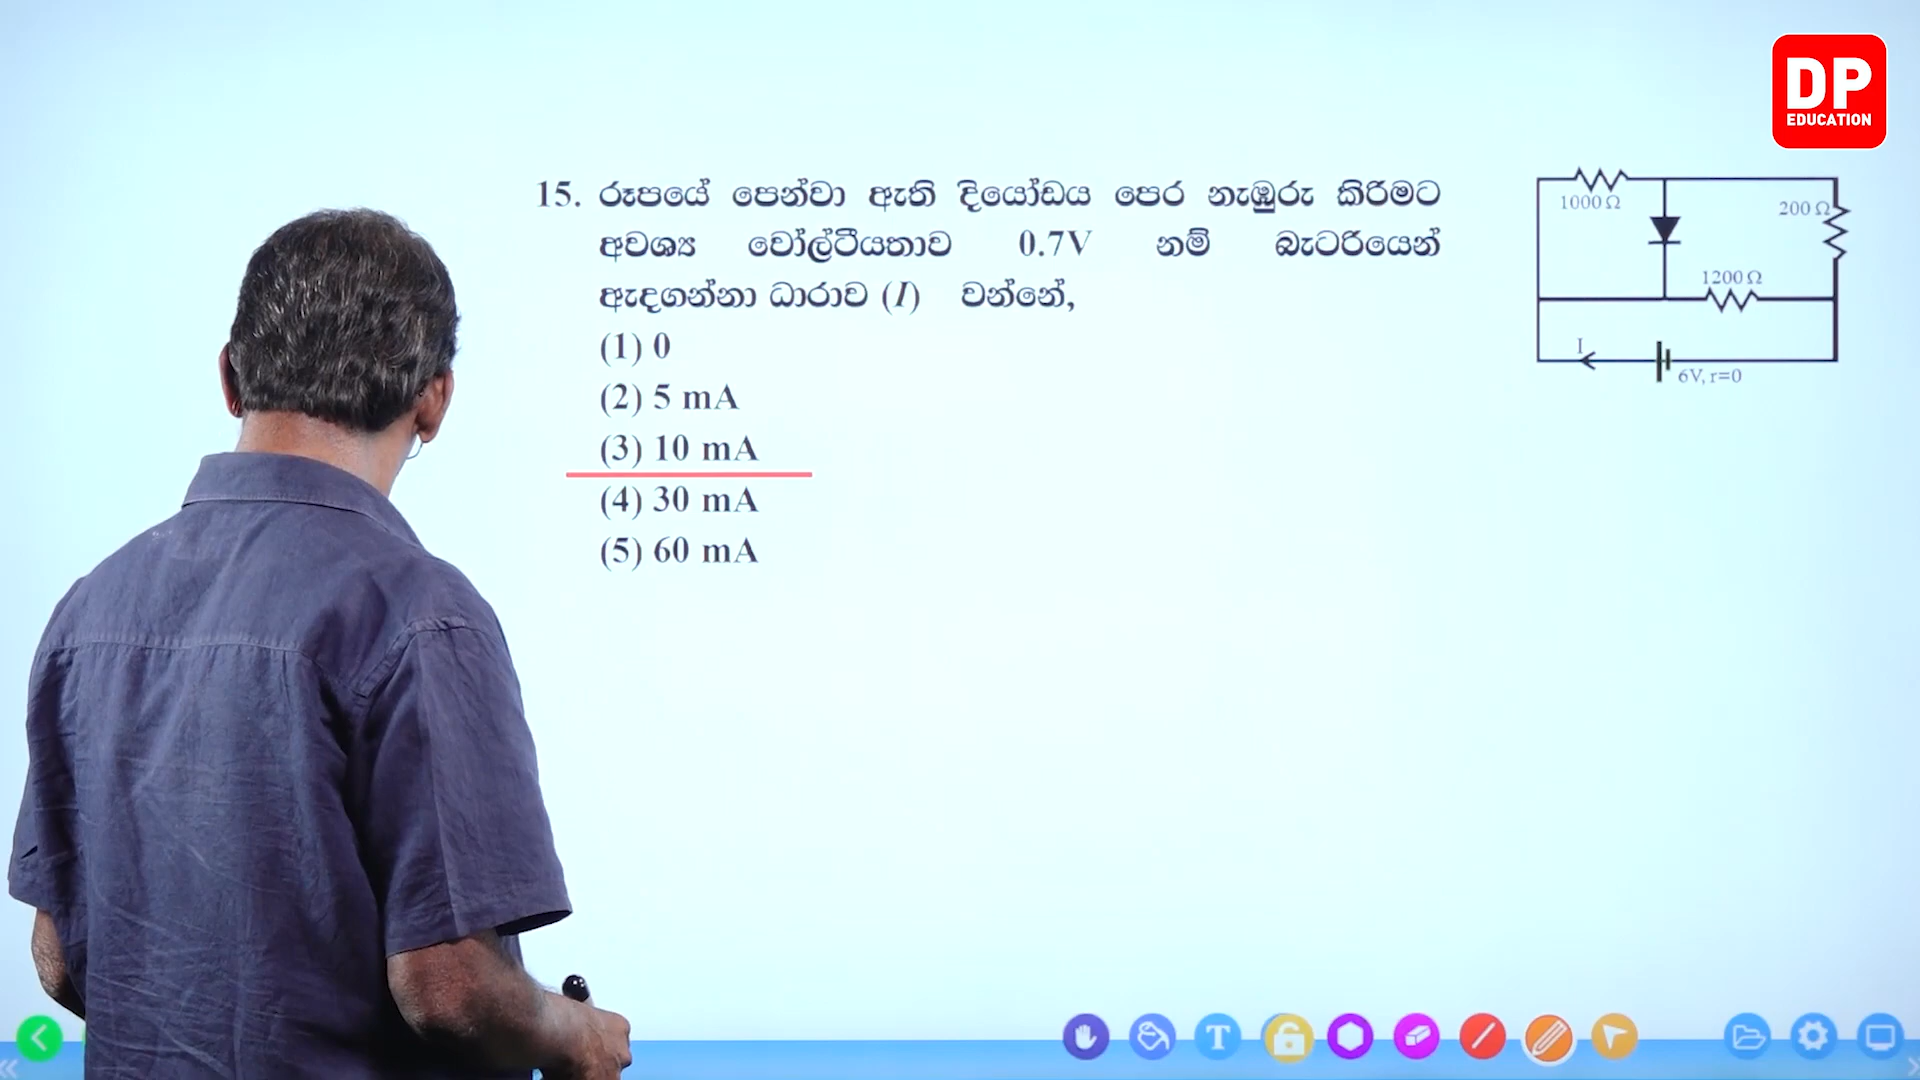 DP
EDUCATION
15. රූපයේ පෙන්වා ඇති දියෝඩය පෙර නැඹුරු කිරීමට
අවශ්‍ය වෝල්ටීයතාව 0.7V නම් බැටරියෙන්
ඇදගන්නා ධාරාව (I) වන්නේ,
(1) 0
(2) 5 mA
(3) 10 mA
(4) 30 mA
(5) 60 mA
1000 Ω
200 Ω
1200 Ω
I
6V, r=0
T